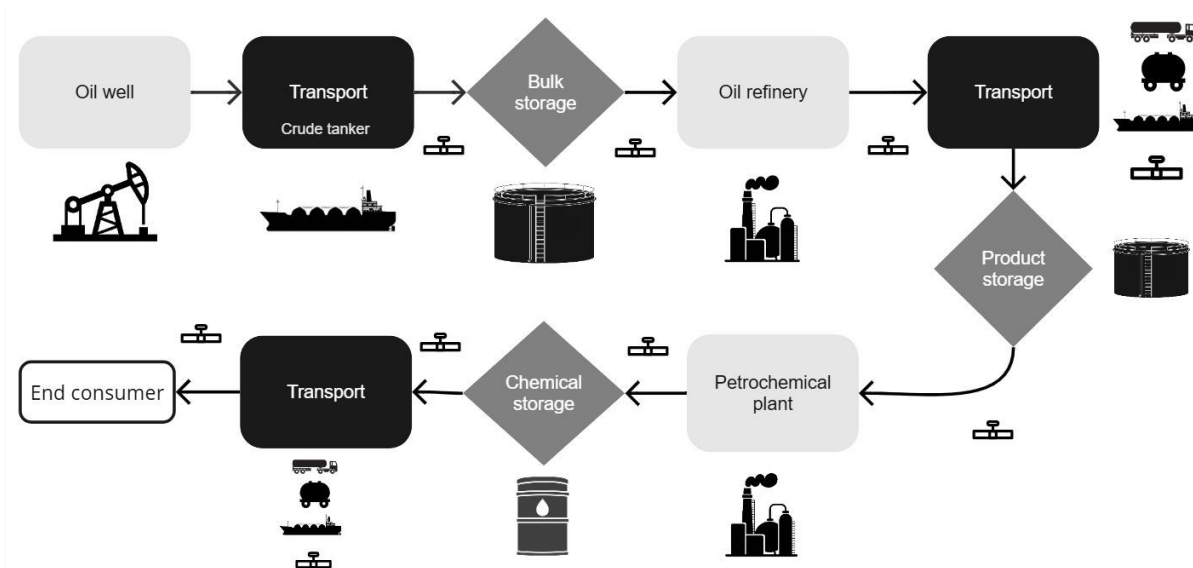 Oil well
Transport
Crude tanker
Bulk
storage
Oil refinery
Transport
Product
storage
End consumer
Transport
Chemical
storage
Petrochemical
plant